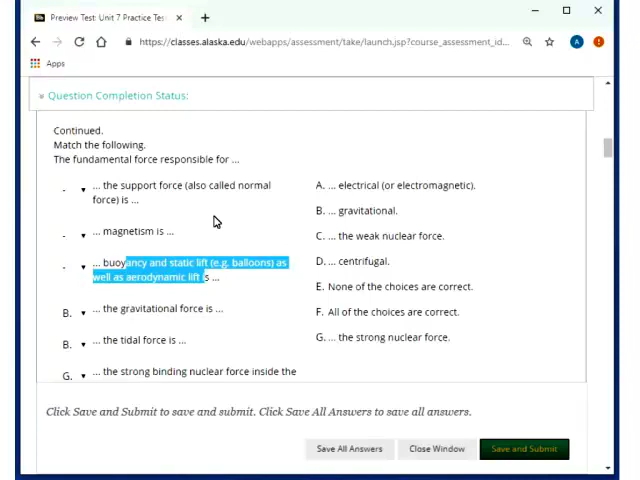 Preview Test: Unit 7 Practice Tes
https://classes.alaska.edu/webapps/assessment/take/launch.jsp?course_assessment_id...
A
Apps
Question Completion Status:
Continued.
Match the following.
The fundamental force responsible for ...
- ... the support force (also called normal
force) is ...
- ... magnetism is ...
- ... buoyancy and static lift (e.g. balloons) as
well as aerodynamic lift is ...
B. ... the gravitational force is ...
B. ... the tidal force is ...
G. ... the strong binding nuclear force inside the
A. ... electrical (or electromagnetic).
B. ... gravitational.
C. ... the weak nuclear force.
D. ... centrifugal.
E. None of the choices are correct.
F. All of the choices are correct.
G. ... the strong nuclear force.
Click Save and Submit to save and submit. Click Save All Answers to save all answers.
Save All Answers
Close Window
Save and Submit